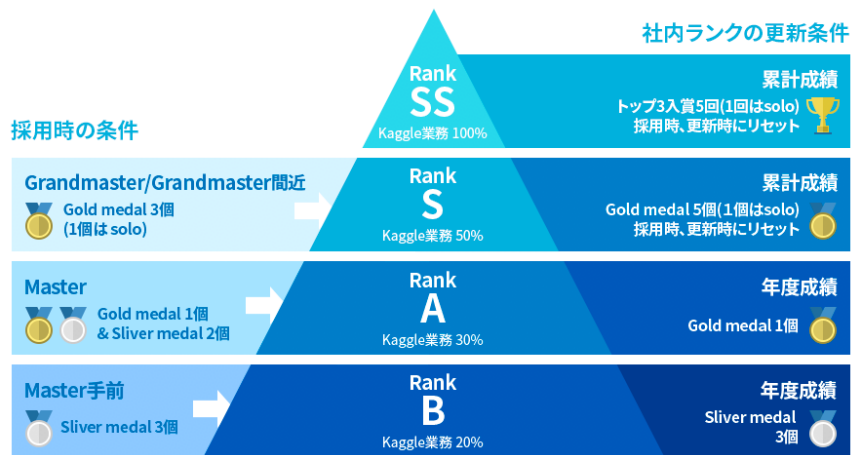 社内ランクの更新条件
採用時の条件
Rank
SS
Kaggle業務 100%
累計成績
トップ3入賞5回(1回はsolo)
採用時、更新時にリセット
Grandmaster/Grandmaster間近
Gold medal 3個
(1個は solo)
Rank
S
Kaggle業務 50%
累計成績
Gold medal 5個(1個はsolo)
採用時、更新時にリセット
Master
Gold medal 1個
& Sliver medal 2個
Rank
A
Kaggle業務 30%
年度成績
Gold medal 1個
Master手前
Sliver medal 3個
Rank
B
Kaggle業務 20%
年度成績
Sliver medal
3個